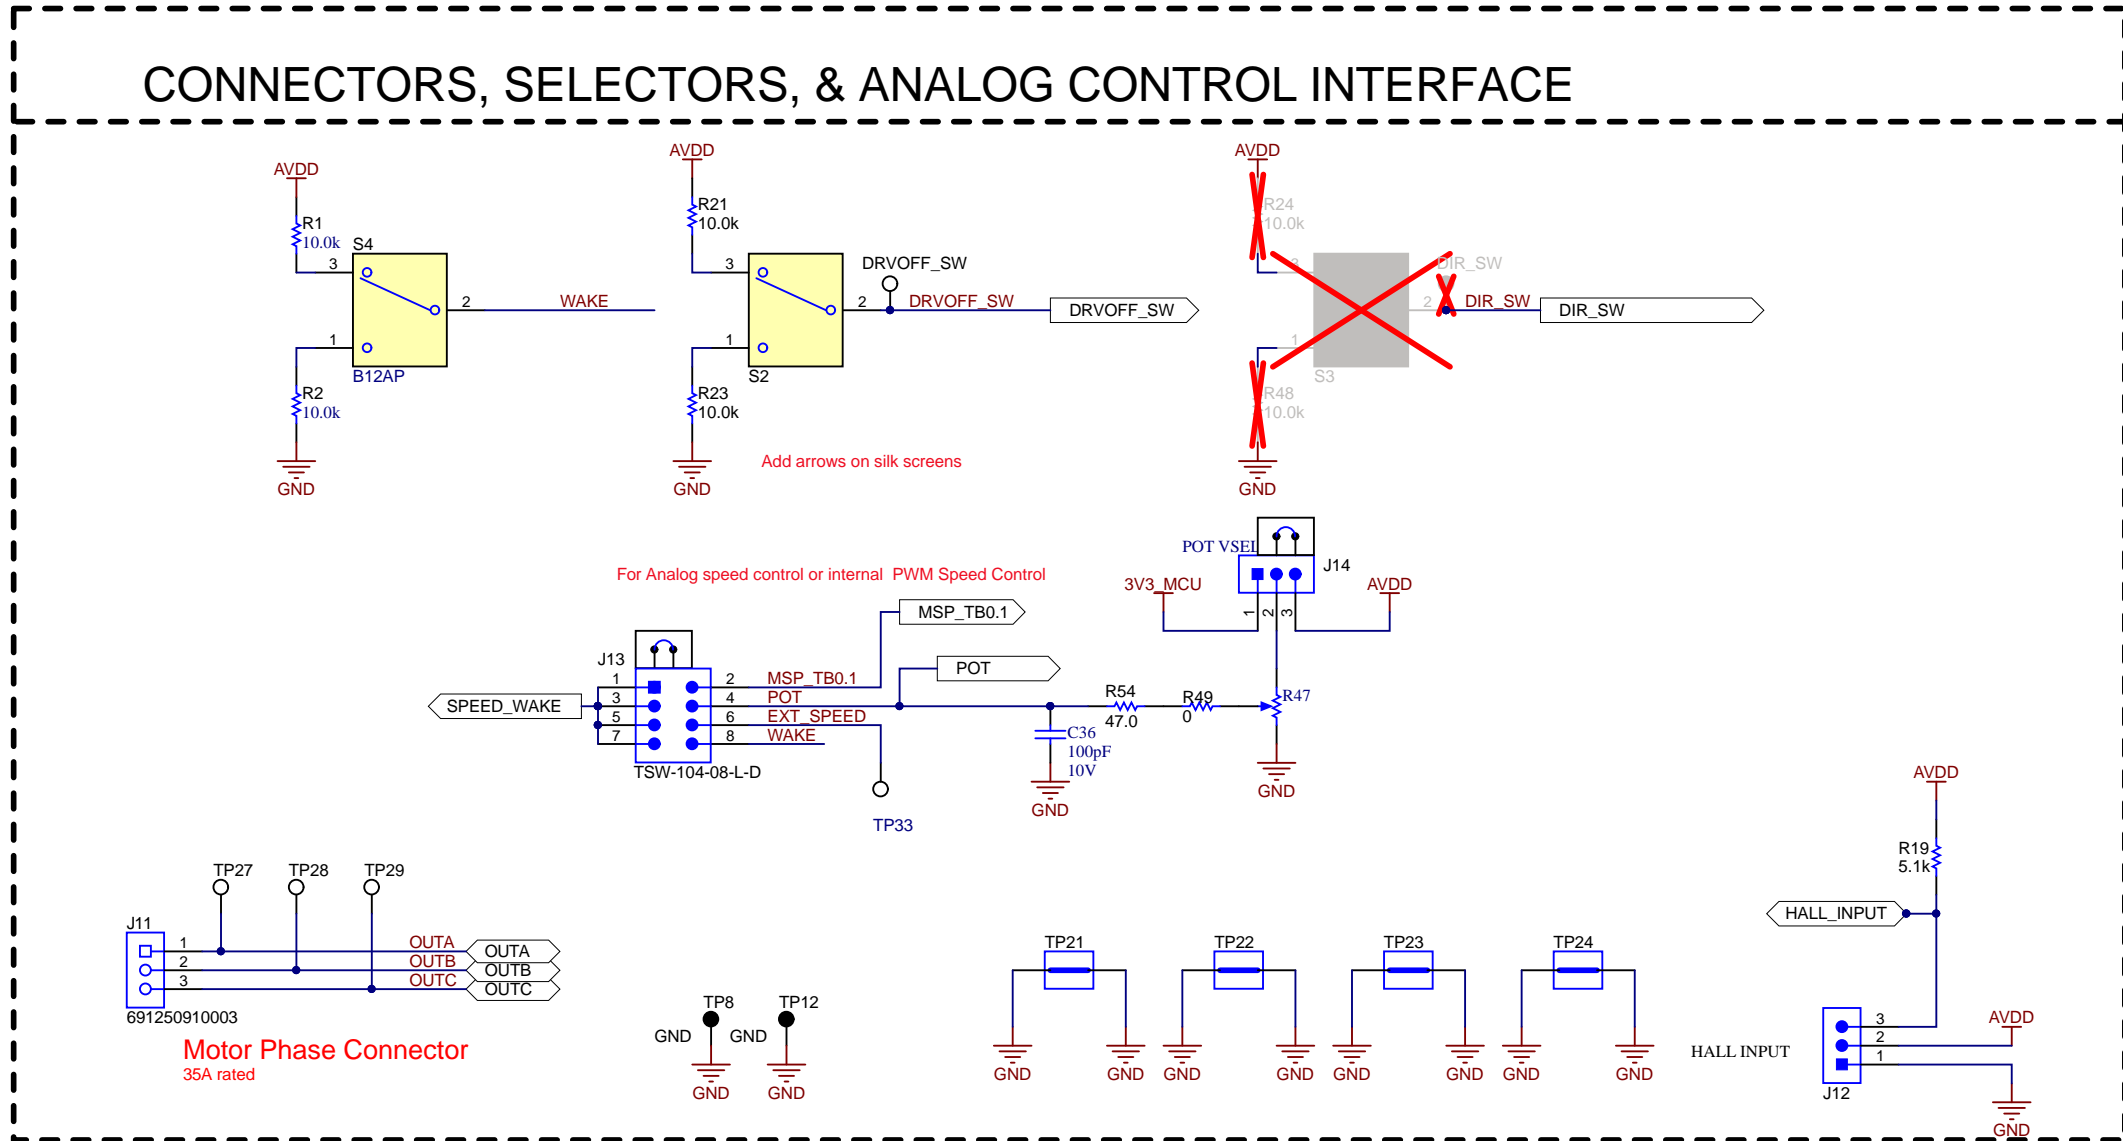 CONNECTORS, SELECTORS, & ANALOG CONTROL INTERFACE
AVDD
R1
10.0k
S4
3
2
WAKE
1
B12AP
R2
10.0k
GND
AVDD
R21
10.0k
3
DRVOFF_SW
2
DRVOFF_SW
DRVOFF_SW
1
S2
R23
10.0k
GND
Add arrows on silk screens
AVDD
R24
10.0k
3
DIR_SW
2
DIR_SW
DIR_SW
1
S3
R48
10.0k
GND
For Analog speed control or internal PWM Speed Control
POT VSEL
J14
3V3_MCU
AVDD
1
2
3
MSP_TB0.1
J13
POT
SPEED_WAKE
1
3
5
7
2
4
6
8
MSP_TB0.1
POT
EXT_SPEED
WAKE
TSW-104-08-L-D
TP33
C36
100pF
10V
GND
R54
47.0
R49
0
R47
GND
TP27
TP28
TP29
J11
1
OUTA
OUTA
2
OUTB
OUTB
3
OUTC
OUTC
691250910003
Motor Phase Connector
35A rated
TP8
GND
GND
TP12
GND
GND
TP21
GND
GND
TP22
GND
GND
TP23
GND
GND
TP24
GND
GND
AVDD
R19
5.1k
HALL_INPUT
HALL INPUT
3
2
1
AVDD
J12
GND